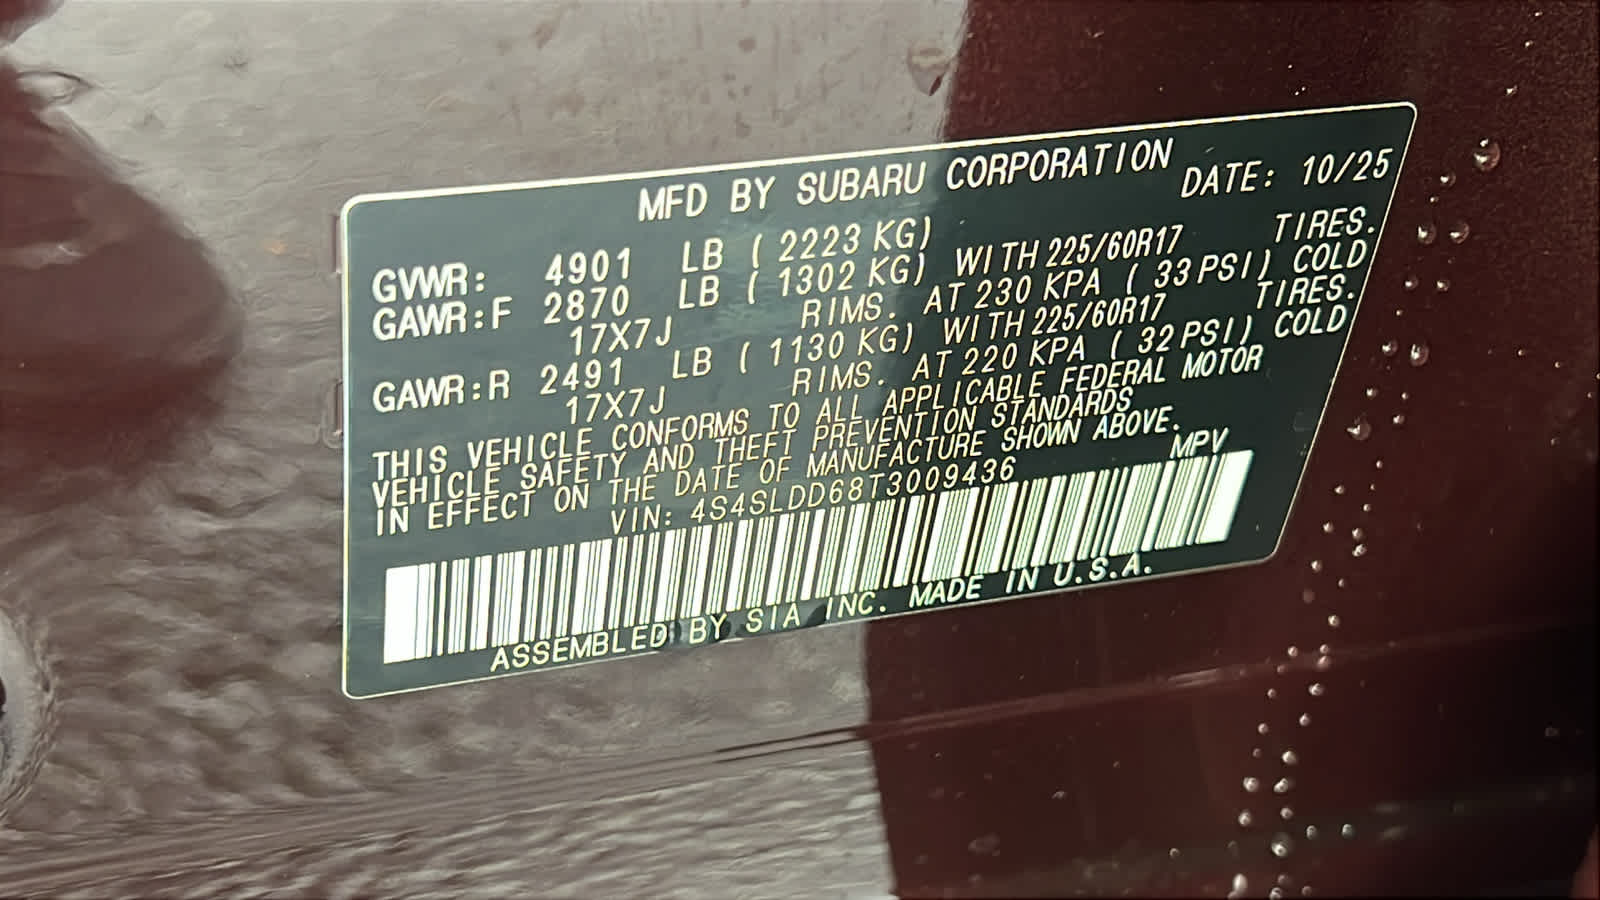 MFD BY SUBARU CORPORATION DATE: 10/25
GVWR: 4901 LB ( 2223 KG)
GAWR:F 2870 LB ( 1302 KG) WITH 225/60R17 TIRES.
17X7J RIMS. AT 230 KPA ( 33 PSI) COLD
GAWR:R 2491 LB ( 1130 KG) WITH 225/60R17 TIRES.
17X7J RIMS. AT 220 KPA ( 32 PSI) COLD
THIS VEHICLE CONFORMS TO ALL APPLICABLE FEDERAL MOTOR
VEHICLE SAFETY AND THEFT PREVENTION STANDARDS
IN EFFECT ON THE DATE OF MANUFACTURE SHOWN ABOVE.
VIN: 4S4SLDD68T3009436 MPV
ASSEMBLED BY SIA INC. MADE IN U.S.A.